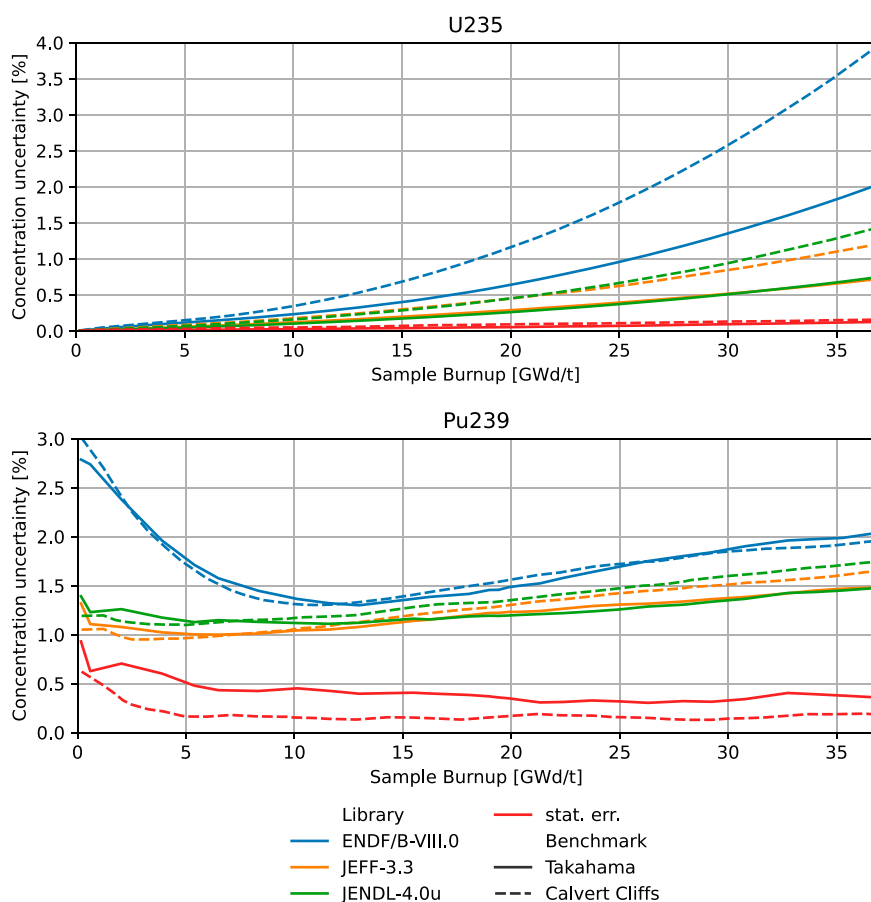 U235
Concentration uncertainty [%]
4.0
3.5
3.0
2.5
2.0
1.5
1.0
0.5
0.0
0 5 10 15 20 25 30 35
Sample Burnup [GWd/t]
Pu239
Concentration uncertainty [%]
3.0
2.5
2.0
1.5
1.0
0.5
0.0
0 5 10 15 20 25 30 35
Sample Burnup [GWd/t]
Library
ENDF/B-VIII.0
JEFF-3.3
JENDL-4.0u
stat. err.
Benchmark
Takahama
Calvert Cliffs